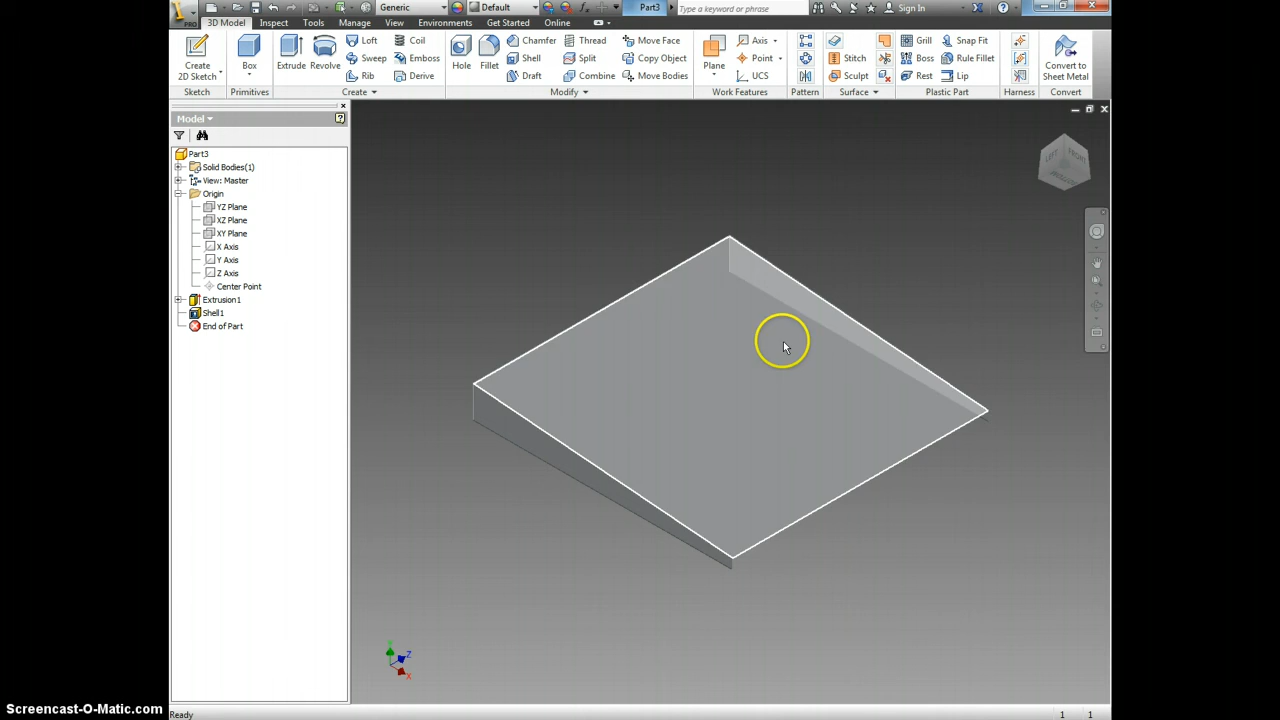 Generic Default Part3 Type a keyword or phrase Sign In
PRO 3D Model Inspect Tools Manage View Environments Get Started Online
Create 2D Sketch Box Extrude Revolve Loft Coil Hole Fillet Chamfer Thread Move Face Plane Axis Grill Snap Fit Convert to Sheet Metal
Sweep Emboss Shell Split Copy Object Point Stitch Boss Rule Fillet
Rib Derive Draft Combine Move Bodies UCS Sculpt Rest Lip
Sketch Primitives Create Modify Work Features Pattern Surface Plastic Part Harness Convert
Model
Part3
Solid Bodies(1)
View: Master
Origin
YZ Plane
XZ Plane
XY Plane
X Axis
Y Axis
Z Axis
Center Point
Extrusion1
Shell1
End of Part
LEFT FRONT
Y
Z
X
Screencast-O-Matic.com
Ready 1 1